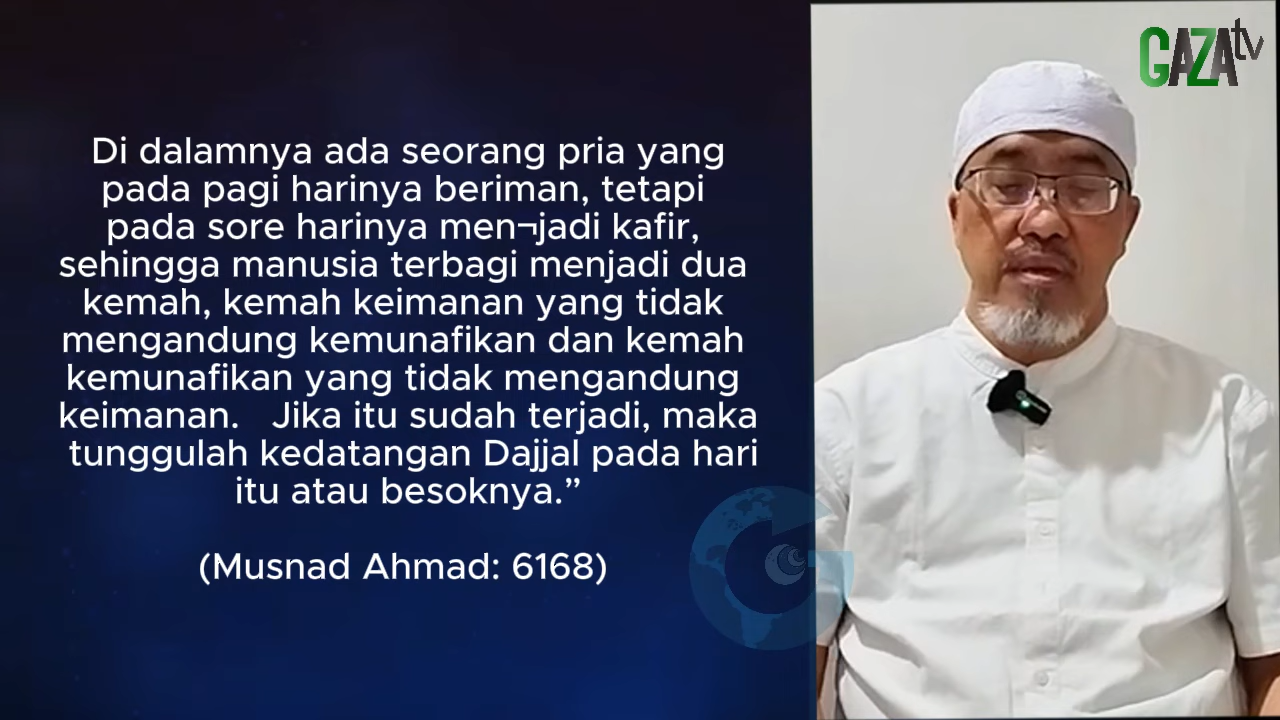 GAZAtv
Di dalamnya ada seorang pria yang
pada pagi harinya beriman, tetapi
pada sore harinya men¬jadi kafir,
sehingga manusia terbagi menjadi dua
kemah, kemah keimanan yang tidak
mengandung kemunafikan dan kemah
kemunafikan yang tidak mengandung
keimanan.   Jika itu sudah terjadi, maka
tunggulah kedatangan Dajjal pada hari
itu atau besoknya.”
(Musnad Ahmad: 6168)